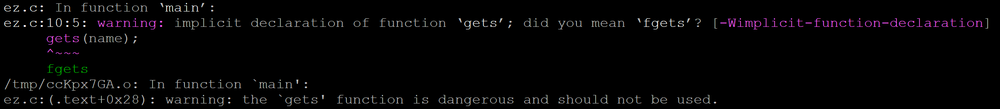 ez.c: In function ‘main’:
ez.c:10:5: warning: implicit declaration of function ‘gets’; did you mean ‘fgets’? [-Wimplicit-function-declaration]
gets(name);
^~~~
fgets
/tmp/ccKpx7GA.o: In function `main':
ez.c:(.text+0x28): warning: the `gets' function is dangerous and should not be used.